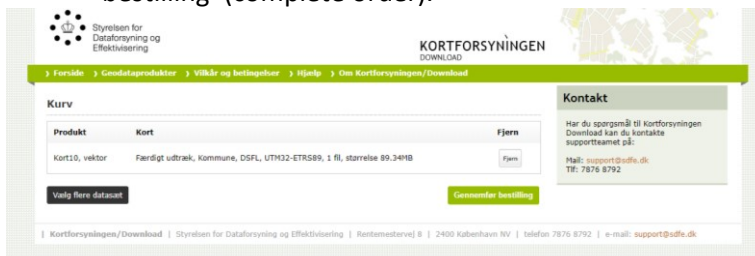 bestilling' (complete order).
Styrelsen for
Dataforsyning og
Effektivisering
KORTFORSYNINGEN
DOWNLOAD
Forside Geodataprodukter Vilkår og betingelser Hjælp Om Kortforsyningen/Download
Kurv
Produkt Kort Fjern
Kort10, vektor Færdigt udtræk, Kommune, DSFL, UTM32-ETRS89, 1 fil, størrelse 89.34MB Fjern
Vælg flere datasæt Gennemfør bestilling
Kontakt
Har du spørgsmål til Kortforsyningen
Download kan du kontakte
supportteamet på:
Mail: support@sdfe.dk
Tlf: 7876 8792
| Kortforsyningen/Download | Styrelsen for Dataforsyning og Effektivisering | Rentemestervej 8 | 2400 København NV | telefon 7876 8792 | e-mail: support@sdfe.dk